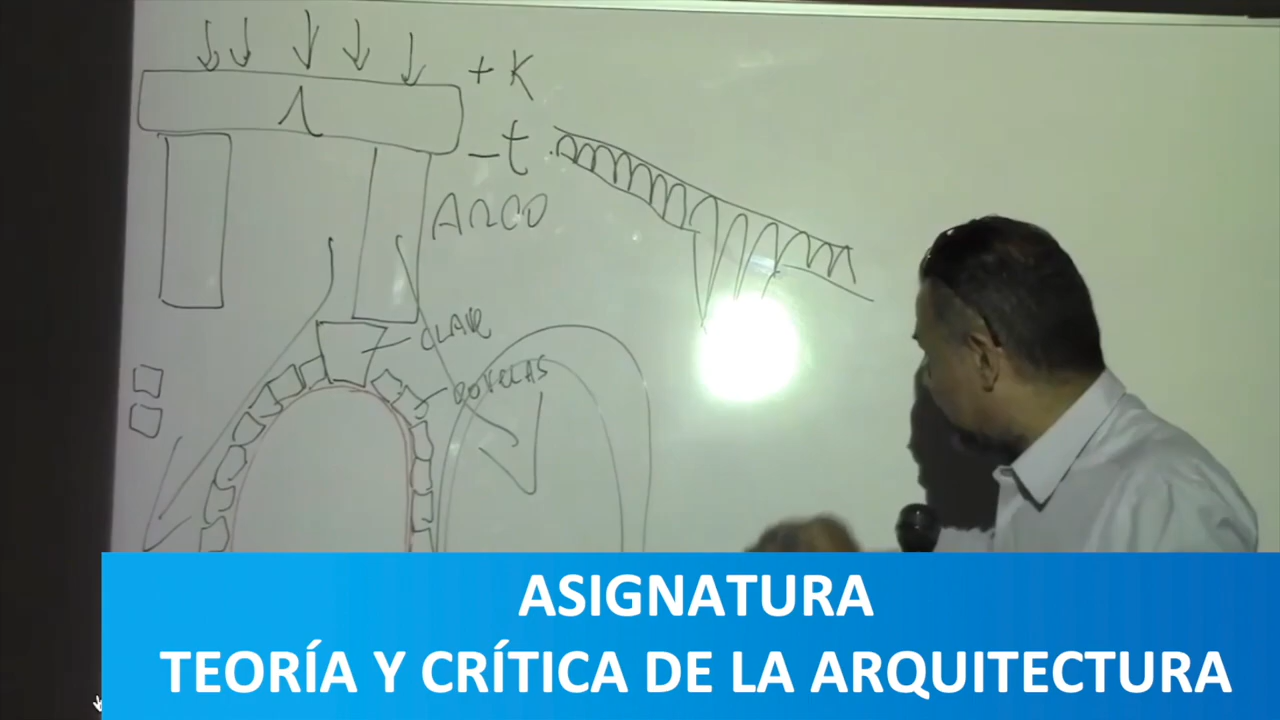 + K
- t
ARCO
CLAVE
DOVELAS
ASIGNATURA
TEORÍA Y CRÍTICA DE LA ARQUITECTURA